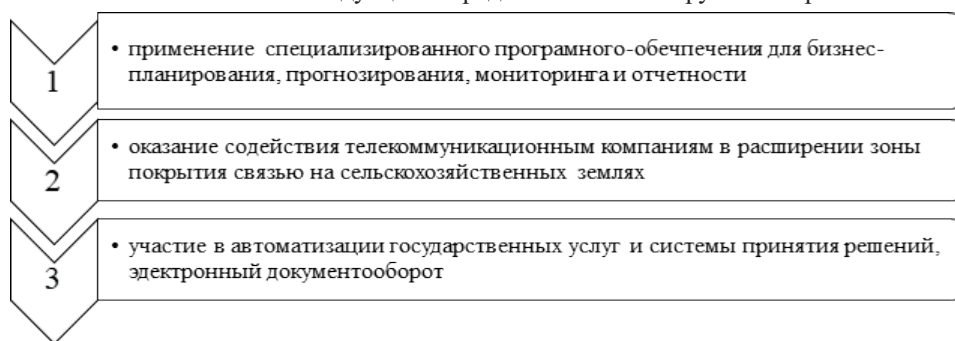 1
• применение специализированного програмного-обечпечения для бизнес-
планирования, прогнозирования, мониторинга и отчетности
2
• оказание содействия телекоммуникационным компаниям в расширении зоны
покрытия связью на сельскохозяйственных землях
3
• участие в автоматизации государственных услуг и системы принятия решений,
эдектронный документооборот